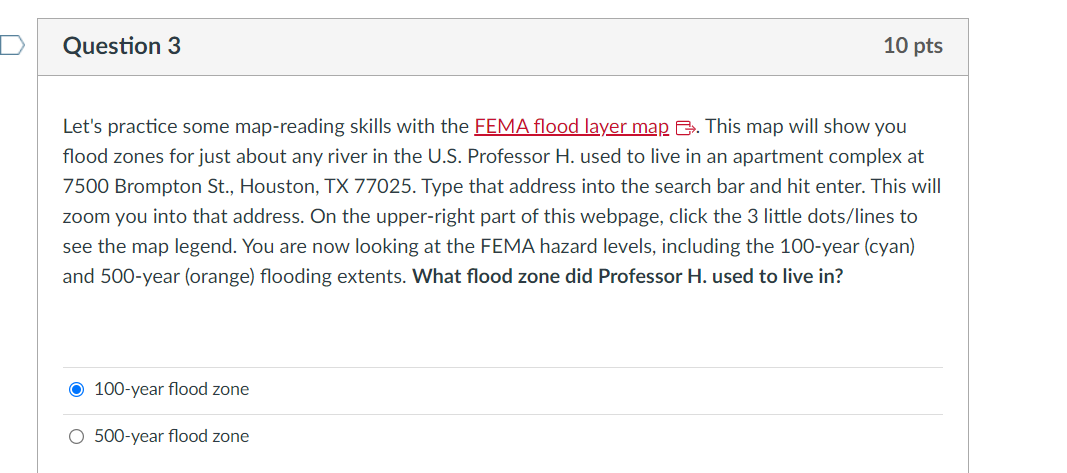 Question 3
10 pts
Let's practice some map-reading skills with the FEMA flood layer map. This map will show you
flood zones for just about any river in the U.S. Professor H. used to live in an apartment complex at
7500 Brompton St., Houston, TX 77025. Type that address into the search bar and hit enter. This will
zoom you into that address. On the upper-right part of this webpage, click the 3 little dots/lines to
see the map legend. You are now looking at the FEMA hazard levels, including the 100-year (cyan)
and 500-year (orange) flooding extents. What flood zone did Professor H. used to live in?
100-year flood zone
500-year flood zone